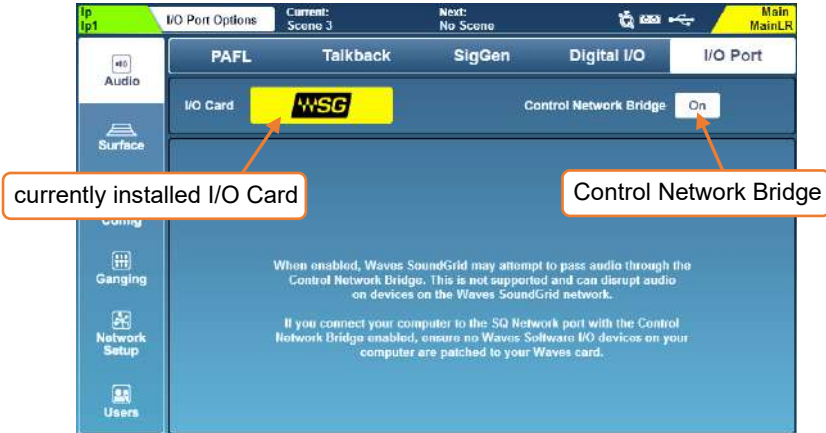 Ip
Ip1
I/O Port Options
Current:
Scene 3
Next:
No Scene
Main
MainLR
Audio
PAFL
Talkback
SigGen
Digital I/O
I/O Port
I/O Card
WSG
Control Network Bridge
On
Surface
currently installed I/O Card
Control Network Bridge
Config
Ganging
Network
Setup
Users
When enabled, Waves SoundGrid may attempt to pass audio through the
Control Network Bridge. This is not supported and can disrupt audio
on devices on the Waves SoundGrid network.
If you connect your computer to the SQ Network port with the Control
Network Bridge enabled, ensure no Waves Software I/O devices on your
computer are patched to your Waves card.